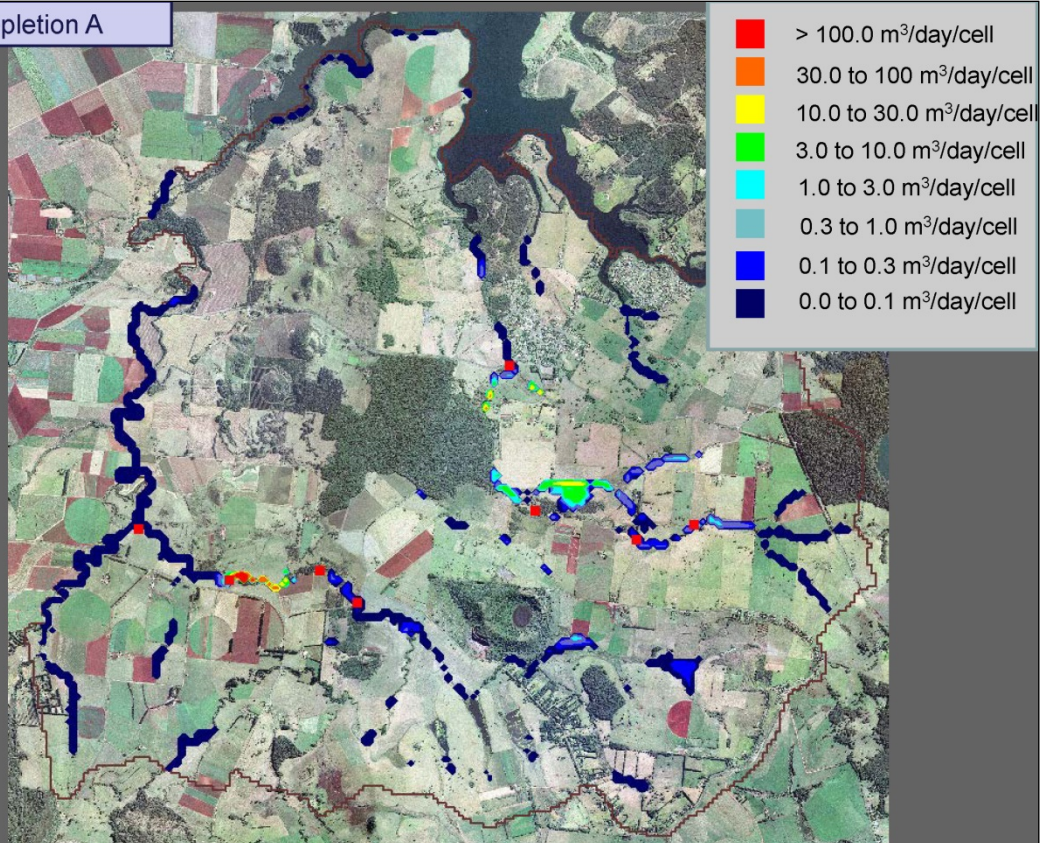 pletion A
> 100.0 m³/day/cell
30.0 to 100 m³/day/cell
10.0 to 30.0 m³/day/cell
3.0 to 10.0 m³/day/cell
1.0 to 3.0 m³/day/cell
0.3 to 1.0 m³/day/cell
0.1 to 0.3 m³/day/cell
0.0 to 0.1 m³/day/cell